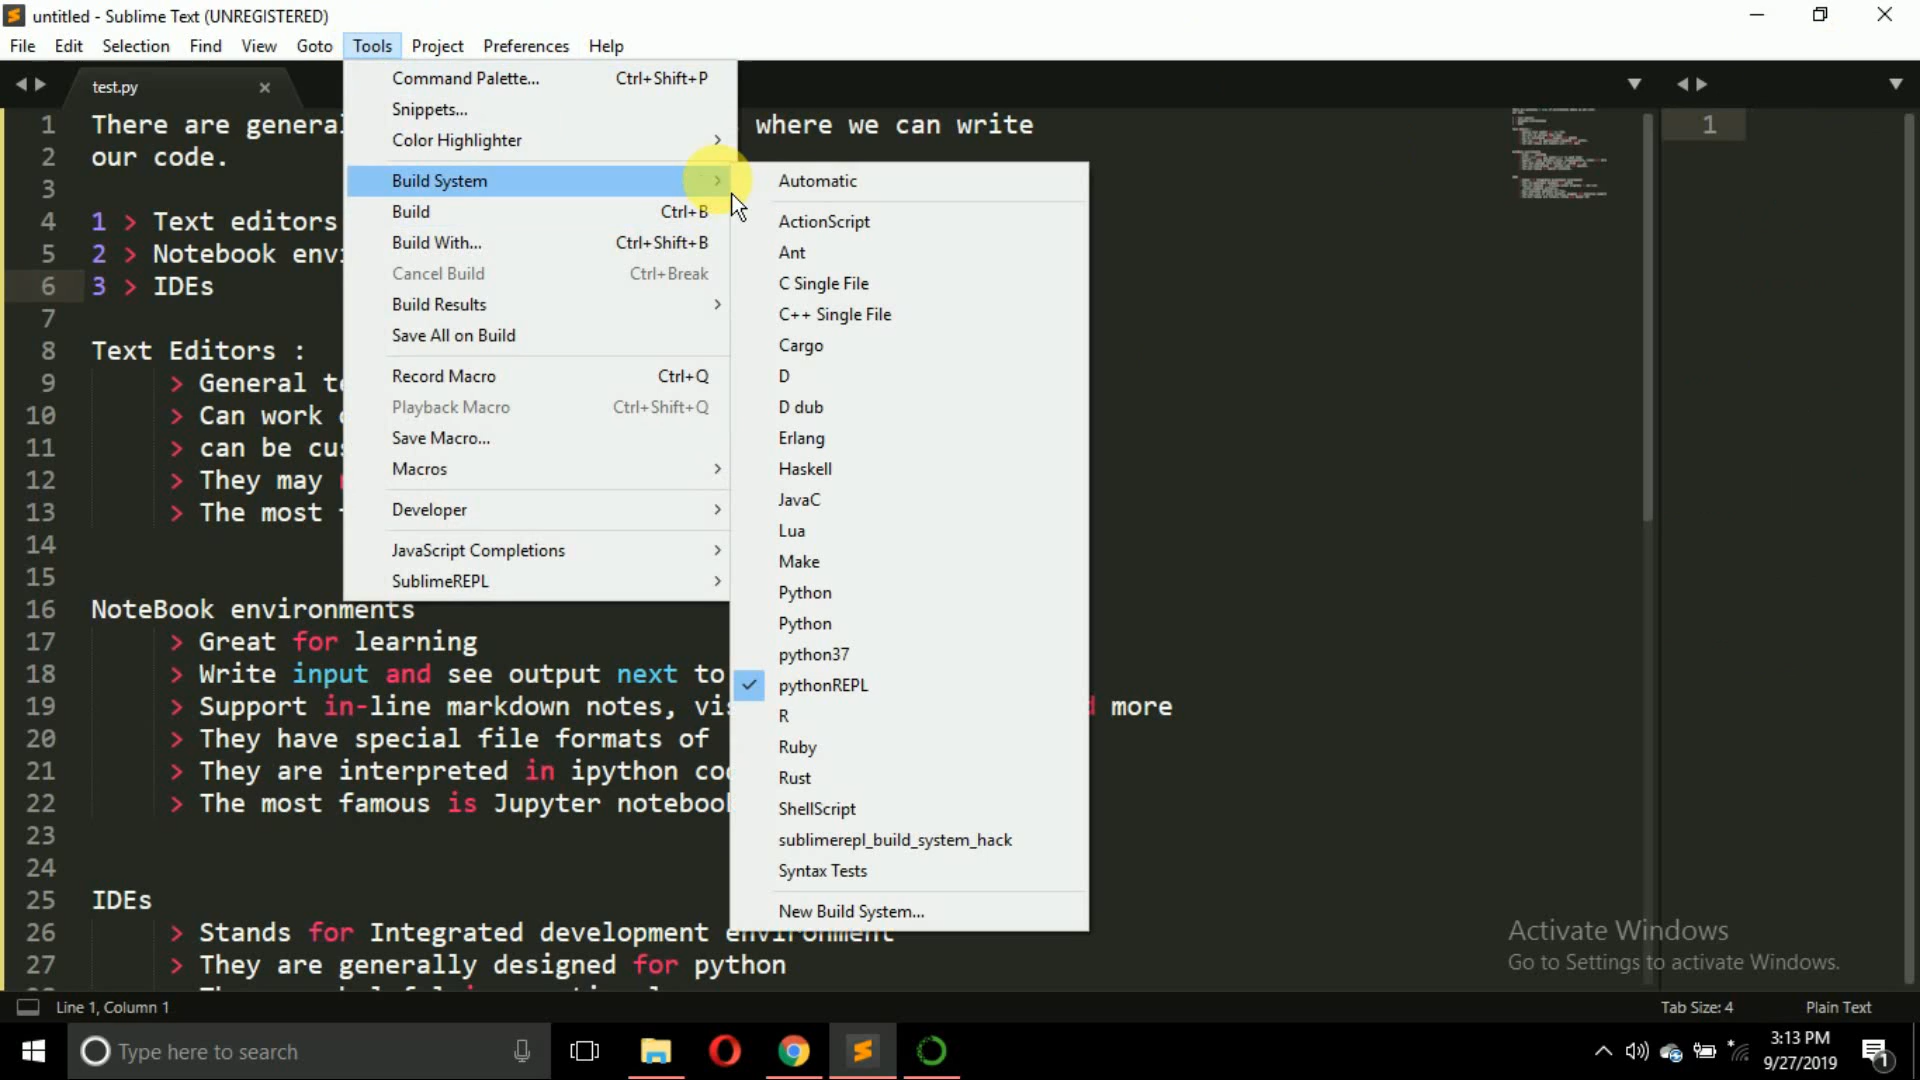 untitled - Sublime Text (UNREGISTERED)
File Edit Selection Find View Goto Tools Project Preferences Help
test.py
Command Palette... Ctrl+Shift+P
Snippets...
Color Highlighter
Build System
Build Ctrl+B
Build With... Ctrl+Shift+B
Cancel Build Ctrl+Break
Build Results
Save All on Build
Record Macro Ctrl+Q
Playback Macro Ctrl+Shift+Q
Save Macro...
Macros
Developer
JavaScript Completions
SublimeREPL
Automatic
ActionScript
Ant
C Single File
C++ Single File
Cargo
D
D dub
Erlang
Haskell
JavaC
Lua
Make
Python
Python
python37
pythonREPL
R
Ruby
Rust
ShellScript
sublimerepl_build_system_hack
Syntax Tests
New Build System...
1 There are where we can write
2 our code.
3
4 1 > Text editors
5 2 > Notebook
6 3 > IDEs
7
8 Text Editors :
9 > General
10 > Can work
11 > can be
12 > They may
13 > The most
14
15
16 NoteBook environments
17 > Great for learning
18 > Write input and see output next to
19 > Support in-line markdown notes, more
20 > They have special file formats of
21 > They are interpreted in ipython
22 > The most famous is Jupyter
23
24
25 IDEs
26 > Stands for Integrated development environment
27 > They are generally designed for python
1
Activate Windows
Go to Settings to activate Windows.
Line 1, Column 1 Tab Size: 4 Plain Text
Type here to search
3:13 PM
9/27/2019
1